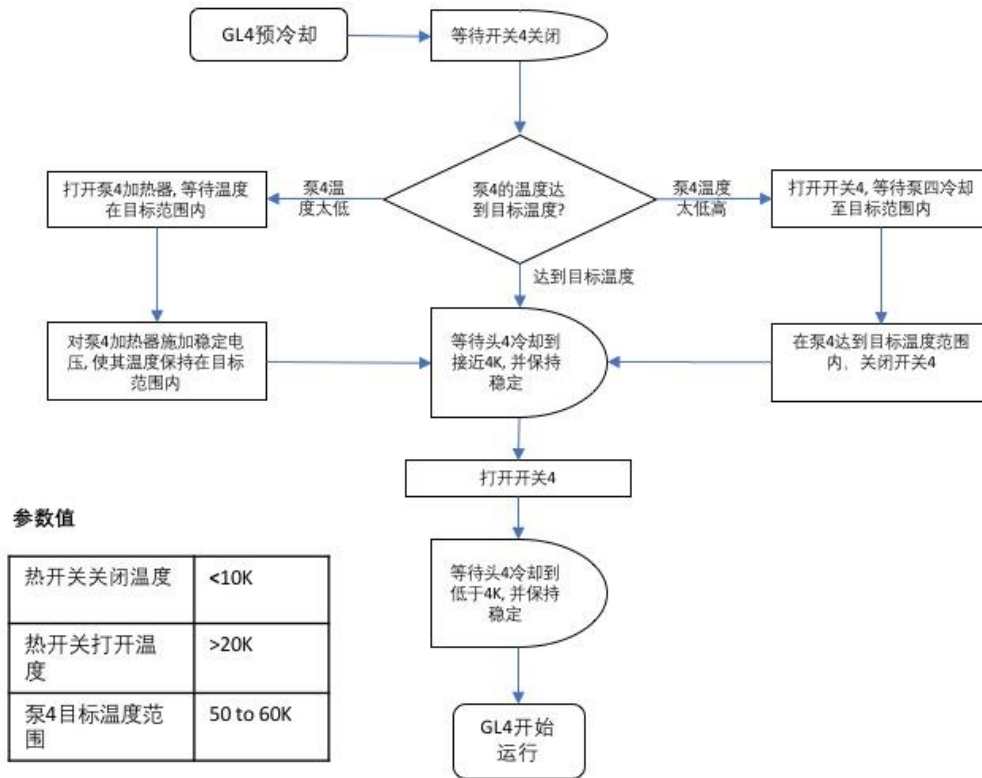 GL4预冷却
等待开关4关闭
打开泵4加热器, 等待温度
在目标范围内
泵4温
度太低
泵4的温度达
到目标温度?
泵4温度
太低高
打开开关4, 等待泵四冷却
至目标范围内
达到目标温度
对泵4加热器施加稳定电
压, 使其温度保持在目标
范围内
等待头4冷却到
接近4K, 并保持
稳定
在泵4达到目标温度范围
内、关闭开关4
打开开关4
等待头4冷却到
低于4K, 并保持
稳定
GL4开始
运行
参数值
热开关关闭温度 <10K
热开关打开温 >20K
度
泵4目标温度范 50 to 60K
围